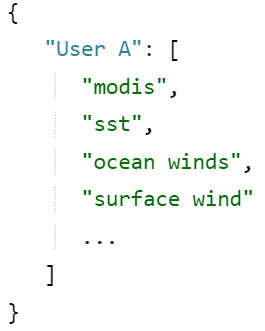 {
"User A": [
"modis",
"sst",
"ocean winds",
"surface wind"
...
]
}